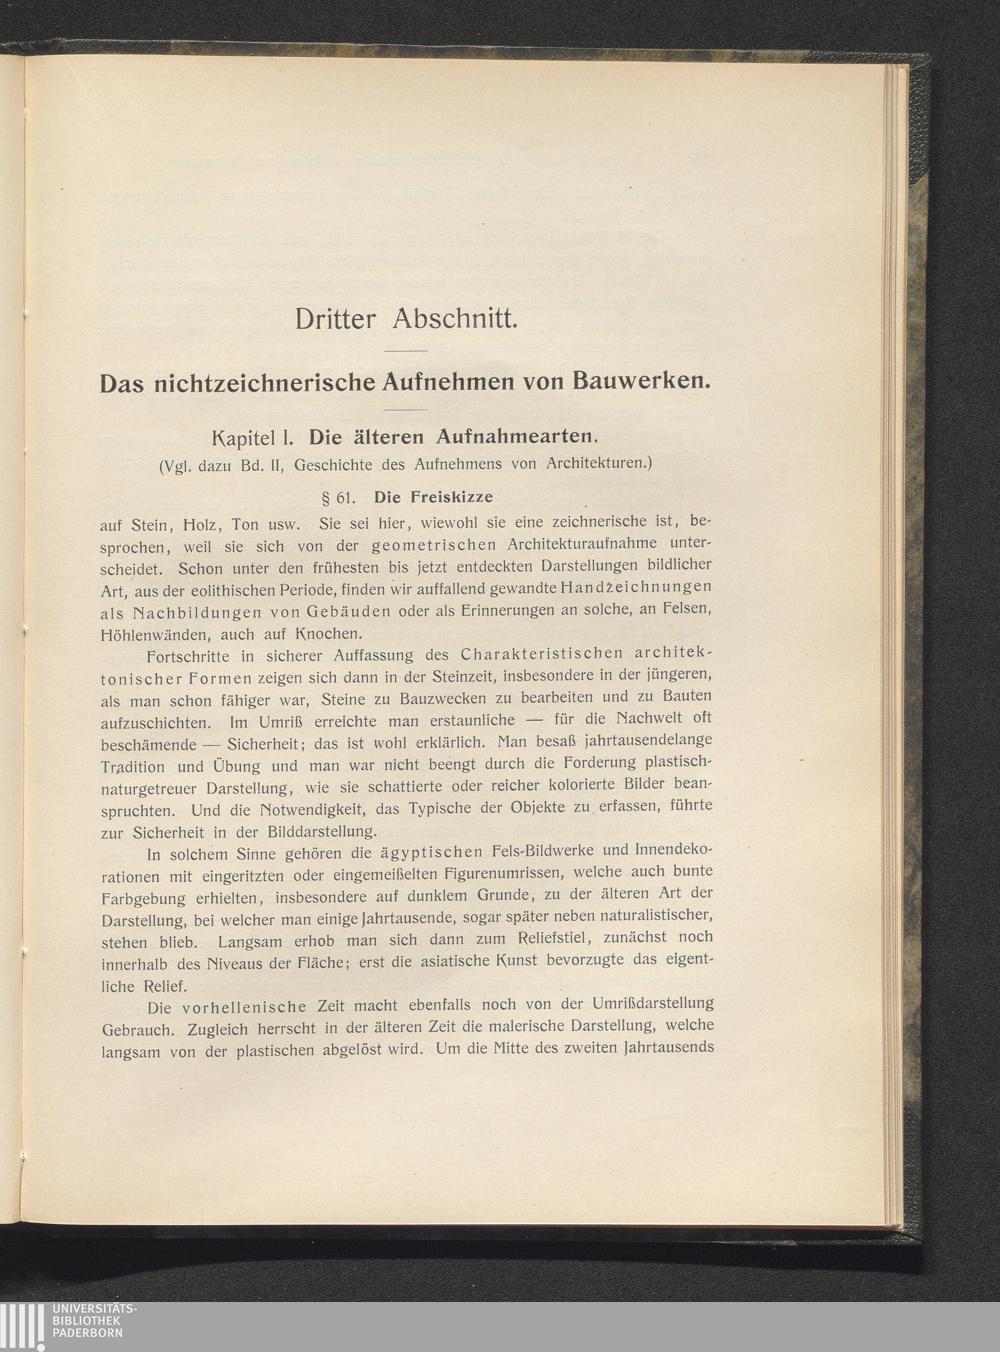 Dritter Abschnitt.
Das nichtzeichnerische Aufnehmen von Bauwerken.
Kapitel I. Die älteren Aufnahmearten.
(Vgl. dazu Bd. II, Geschichte des Aufnehmens von Architekturen.)
§ 61. Die Freiskizze
auf Stein, Holz, Ton usw. Sie sei hier, wiewohl sie eine zeichnerische ist, be-
sprochen, weil sie sich von der geometrischen Architekturaufnahme unter-
scheidet. Schon unter den frühesten bis jetzt entdeckten Darstellungen bildlicher
Art, aus der eolithischen Periode, finden wir auffallend gewandte Handzeichnungen
als Nachbildungen von Gebäuden oder als Erinnerungen an solche, an Felsen,
Höhlenwänden, auch auf Knochen.
Fortschritte in sicherer Auffassung des Charakteristischen architek-
tonischer Formen zeigen sich dann in der Steinzeit, insbesondere in der jüngeren,
als man schon fähiger war, Steine zu Bauzwecken zu bearbeiten und zu Bauten
aufzuschichten. Im Umriß erreichte man erstaunliche — für die Nachwelt oft
beschämende — Sicherheit; das ist wohl erklärlich. Man besaß jahrtausendelange
Tradition und Übung und man war nicht beengt durch die Forderung plastisch-
naturgetreuer Darstellung, wie sie schattierte oder reicher kolorierte Bilder bean-
spruchten. Und die Notwendigkeit, das Typische der Objekte zu erfassen, führte
zur Sicherheit in der Bilddarstellung.
In solchem Sinne gehören die ägyptischen Fels-Bildwerke und Innendeko-
rationen mit eingeritzten oder eingemeißelten Figurenumrissen, welche auch bunte
Farbgebung erhielten, insbesondere auf dunklem Grunde, zu der älteren Art der
Darstellung, bei welcher man einige Jahrtausende, sogar später neben naturalistischer,
stehen blieb. Langsam erhob man sich dann zum Reliefstiel, zunächst noch
innerhalb des Niveaus der Fläche; erst die asiatische Kunst bevorzugte das eigent-
liche Relief.
Die vorhellenische Zeit macht ebenfalls noch von der Umrißdarstellung
Gebrauch. Zugleich herrscht in der älteren Zeit die malerische Darstellung, welche
langsam von der plastischen abgelöst wird. Um die Mitte des zweiten Jahrtausends
UNIVERSITÄTS-
BIBLIOTHEK
PADERBORN